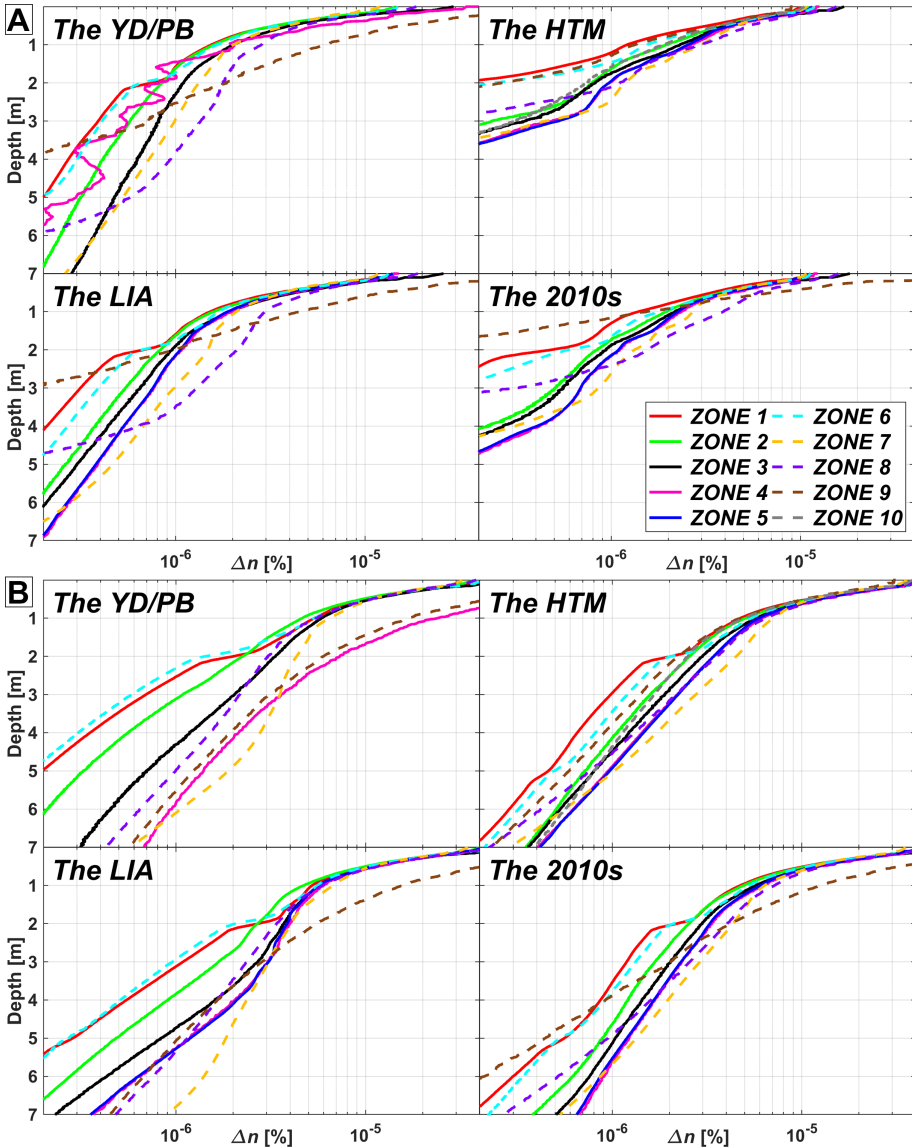 A
The YD/PB
The HTM
1
2
3
4
5
6
7
Depth [m]
The LIA
The 2010s
1
2
3
4
5
6
7
Depth [m]
ZONE 1 ZONE 6
ZONE 2 ZONE 7
ZONE 3 ZONE 8
ZONE 4 ZONE 9
ZONE 5 ZONE 10
10⁻⁶ Δn [%] 10⁻⁵ 10⁻⁶ Δn [%] 10⁻⁵
B
The YD/PB
The HTM
1
2
3
4
5
6
7
Depth [m]
The LIA
The 2010s
1
2
3
4
5
6
7
Depth [m]
10⁻⁶ Δn [%] 10⁻⁵ 10⁻⁶ Δn [%] 10⁻⁵